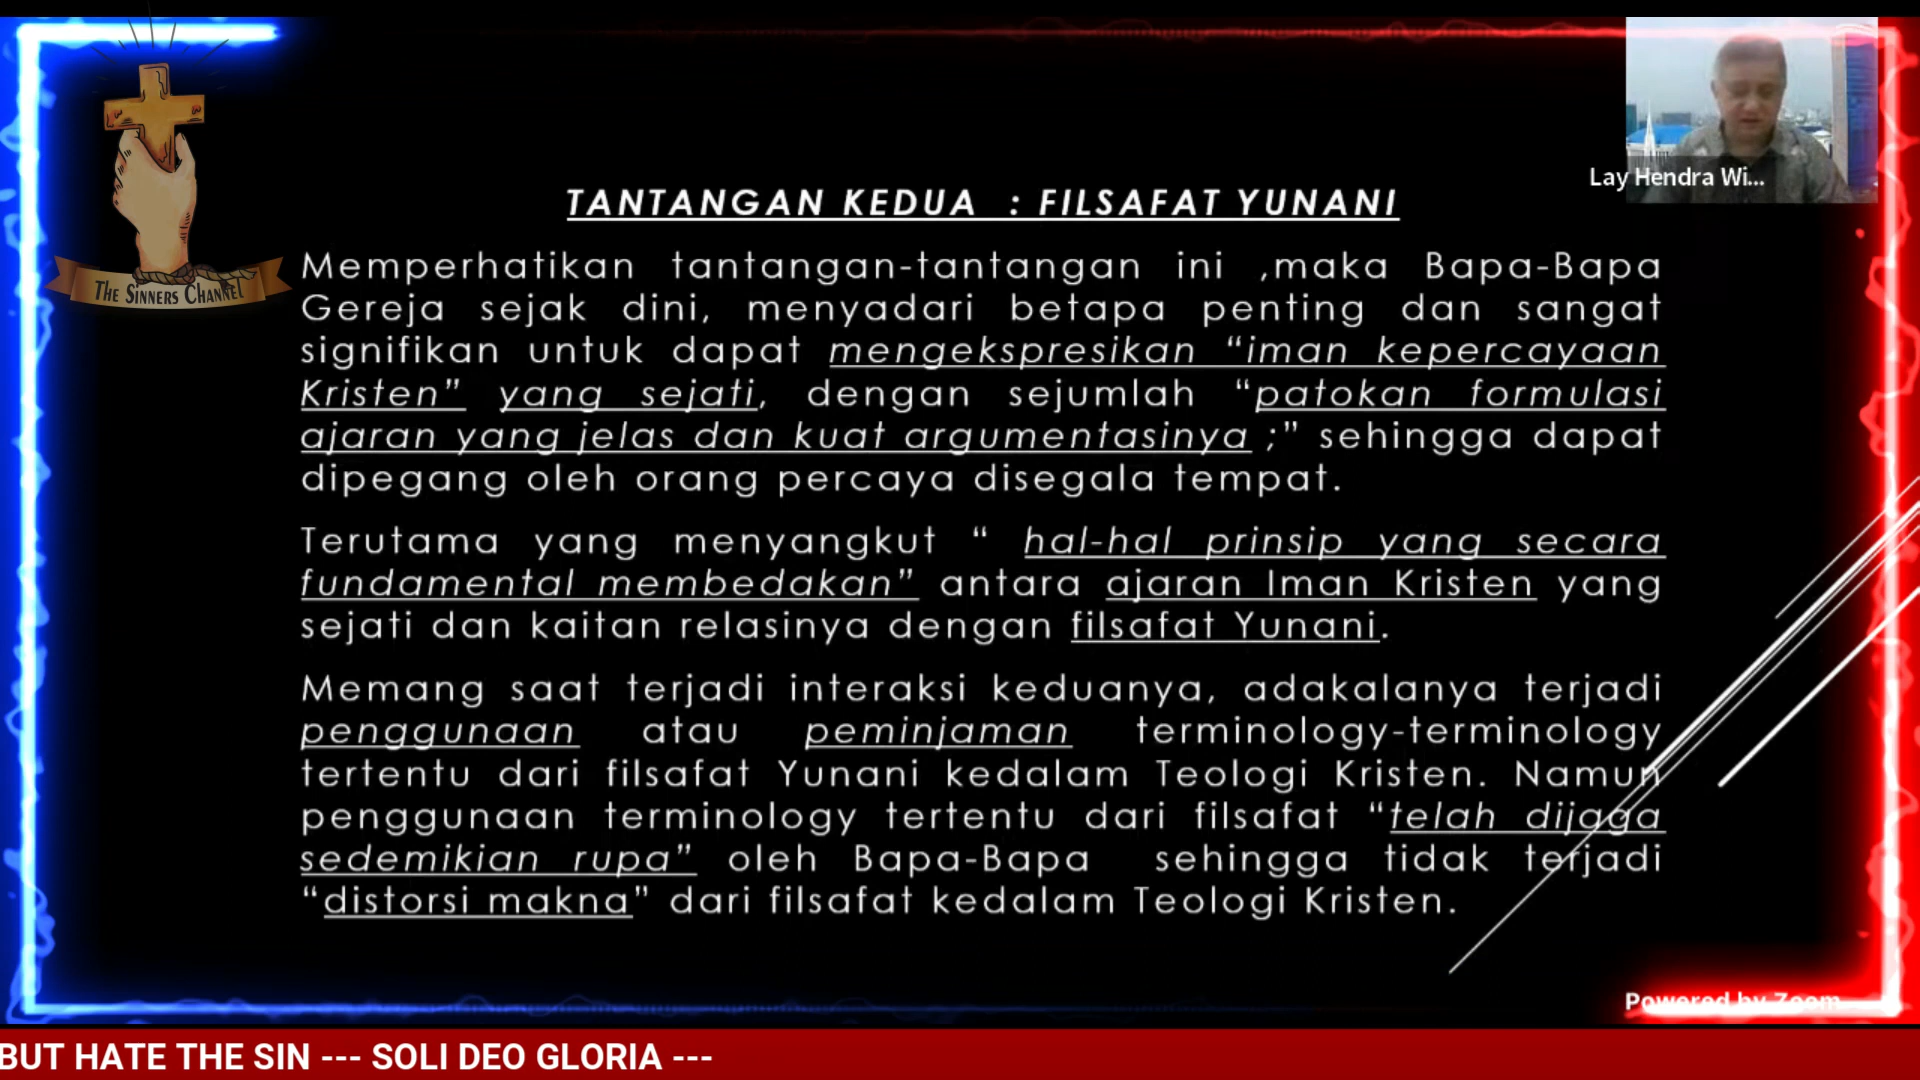 Lay Hendra Wi...
THE SINNERS CHANNEL
TANTANGAN KEDUA : FILSAFAT YUNANI
Memperhatikan tantangan-tantangan ini ,maka Bapa-Bapa
Gereja sejak dini, menyadari betapa penting dan sangat
signifikan untuk dapat mengekspresikan “iman kepercayaan
Kristen” yang sejati, dengan sejumlah “patokan formulasi
ajaran yang jelas dan kuat argumentasinya ;” sehingga dapat
dipegang oleh orang percaya disegala tempat.
Terutama yang menyangkut “ hal-hal prinsip yang secara
fundamental membedakan” antara ajaran Iman Kristen yang
sejati dan kaitan relasinya dengan filsafat Yunani.
Memang saat terjadi interaksi keduanya, adakalanya terjadi
penggunaan atau peminjaman terminology-terminology
tertentu dari filsafat Yunani kedalam Teologi Kristen. Namun
penggunaan terminology tertentu dari filsafat “telah dijaga
sedemikian rupa” oleh Bapa-Bapa sehingga tidak terjadi
“distorsi makna” dari filsafat kedalam Teologi Kristen.
Powered by Zoom
BUT HATE THE SIN --- SOLI DEO GLORIA ---